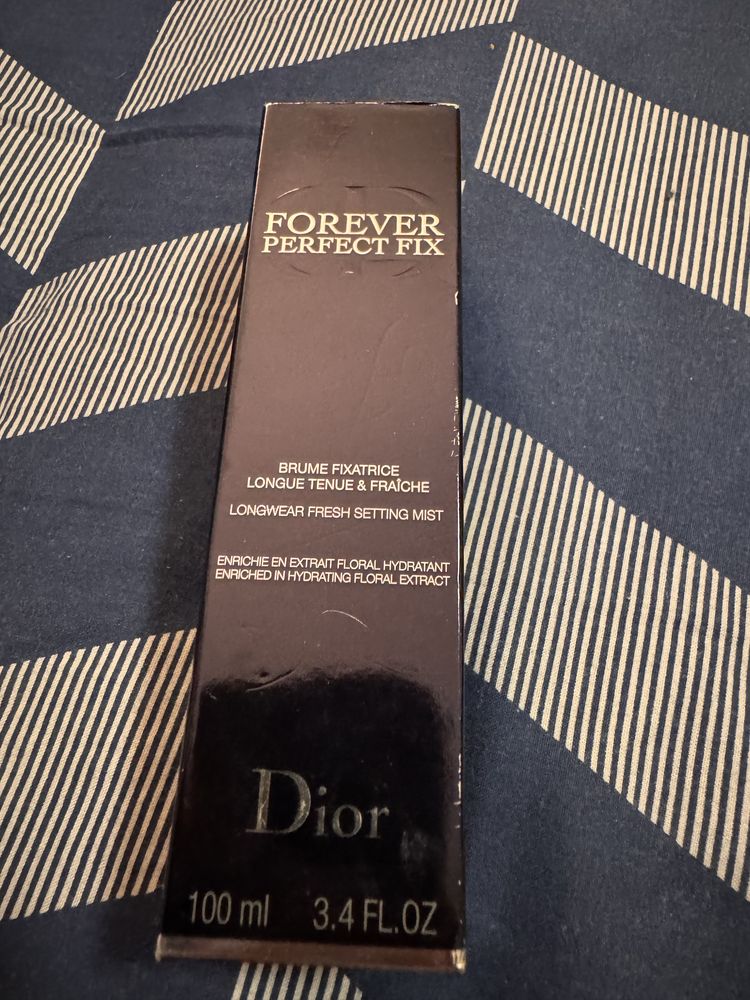 FOREVER
PERFECT FIX
BRUME FIXATRICE
LONGUE TENUE & FRAÎCHE
LONGWEAR FRESH SETTING MIST
ENRICHIE EN EXTRAIT FLORAL HYDRATANT
ENRICHED IN HYDRATING FLORAL EXTRACT
Dior
100 ml 3.4 FL.OZ